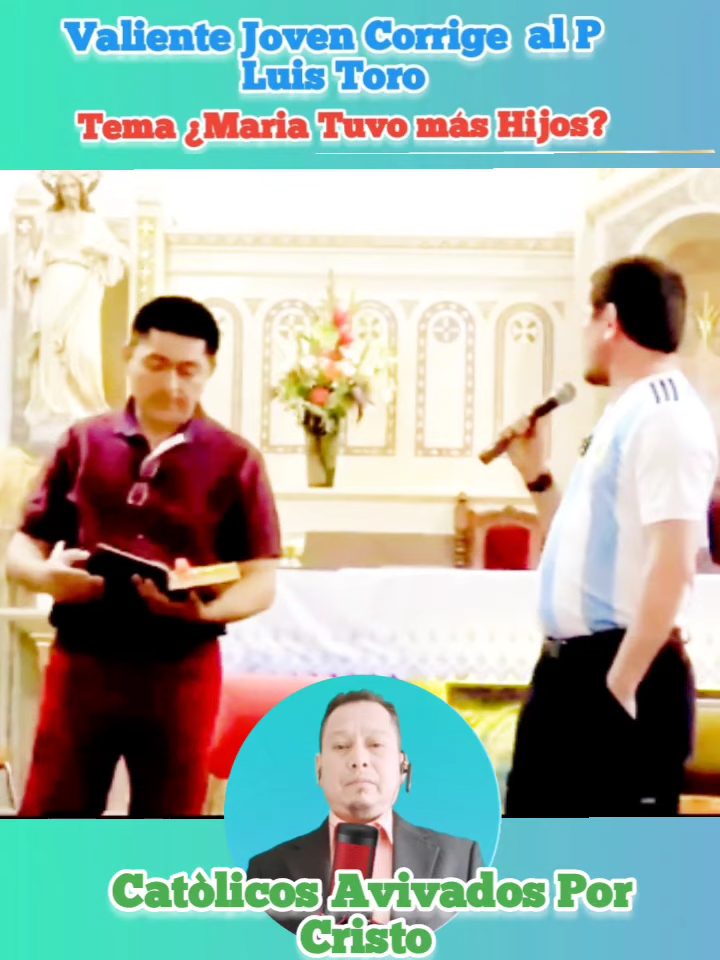 Valiente Joven Corrige al P
Luis Toro
Tema ¿Maria Tuvo más Hijos?
Catòlicos Avivados Por
Cristo